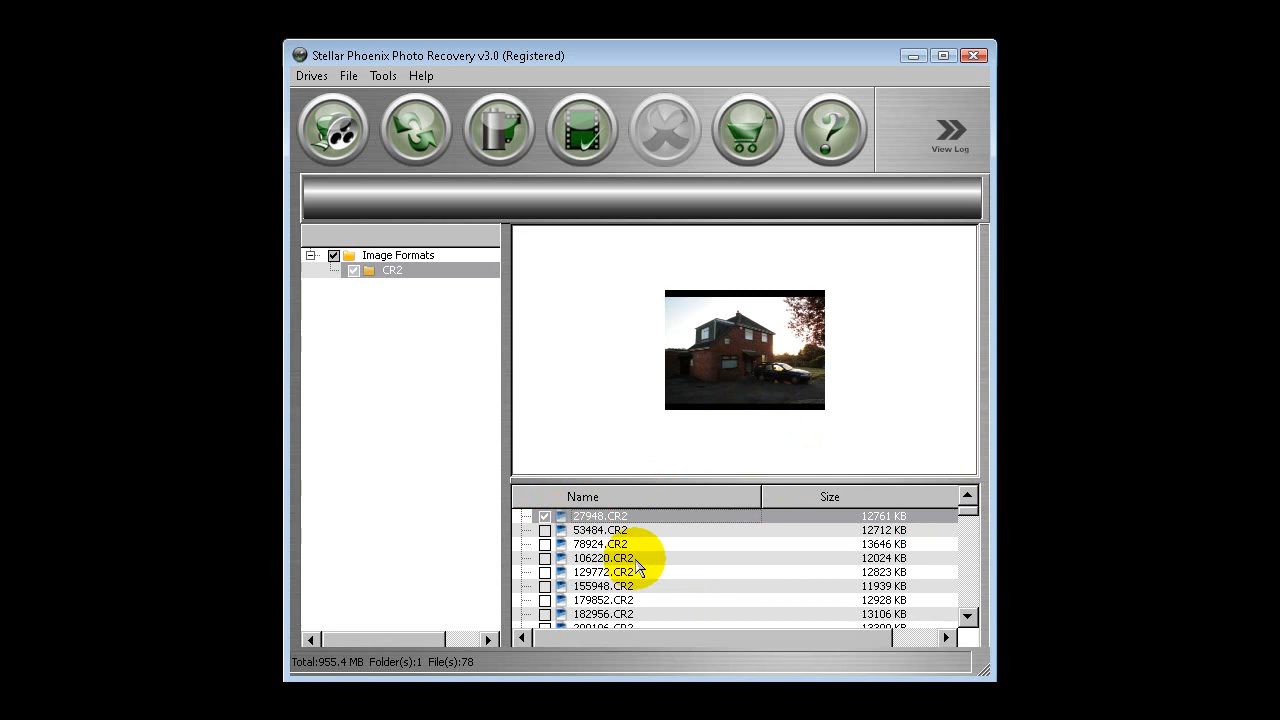 Stellar Phoenix Photo Recovery v3.0 (Registered)
Drives File Tools Help
View Log
Image Formats
CR2
Name Size
27948.CR2 12761 KB
53484.CR2 12712 KB
78924.CR2 13646 KB
106220.CR2 12024 KB
129772.CR2 12823 KB
155948.CR2 11939 KB
179852.CR2 12928 KB
182956.CR2 13106 KB
Total:955.4 MB Folder(s):1 File(s):78